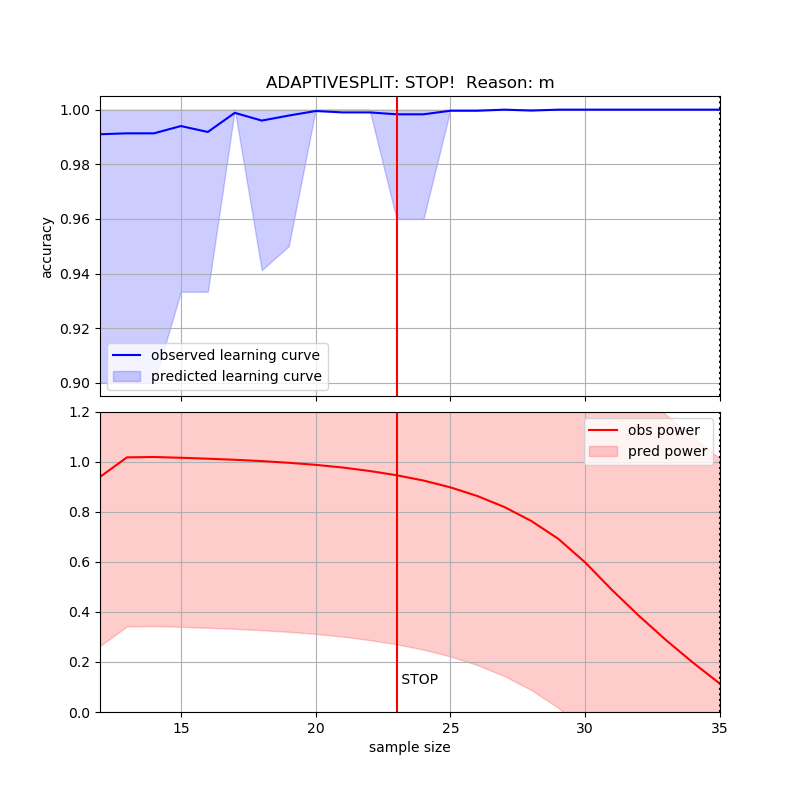 ADAPTIVESPLIT: STOP!  Reason: m
1.00
0.98
0.96
0.94
0.92
0.90
accuracy
observed learning curve
predicted learning curve
1.2
1.0
0.8
0.6
0.4
0.2
0.0
obs power
pred power
STOP
15 20 25 30 35
sample size